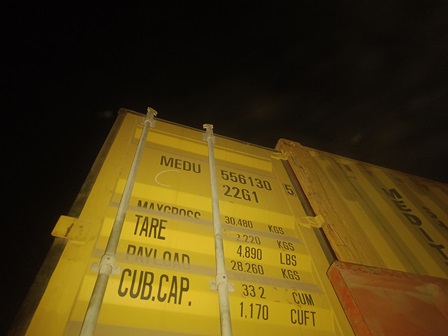 MEDU 556130 5
22G1
MAXGROSS 30.480 KGS
TARE 2.220 KGS
4.890 LBS
PAYLOAD 28.260 KGS
CUB.CAP. 33.2 CUM
1.170 CUFT